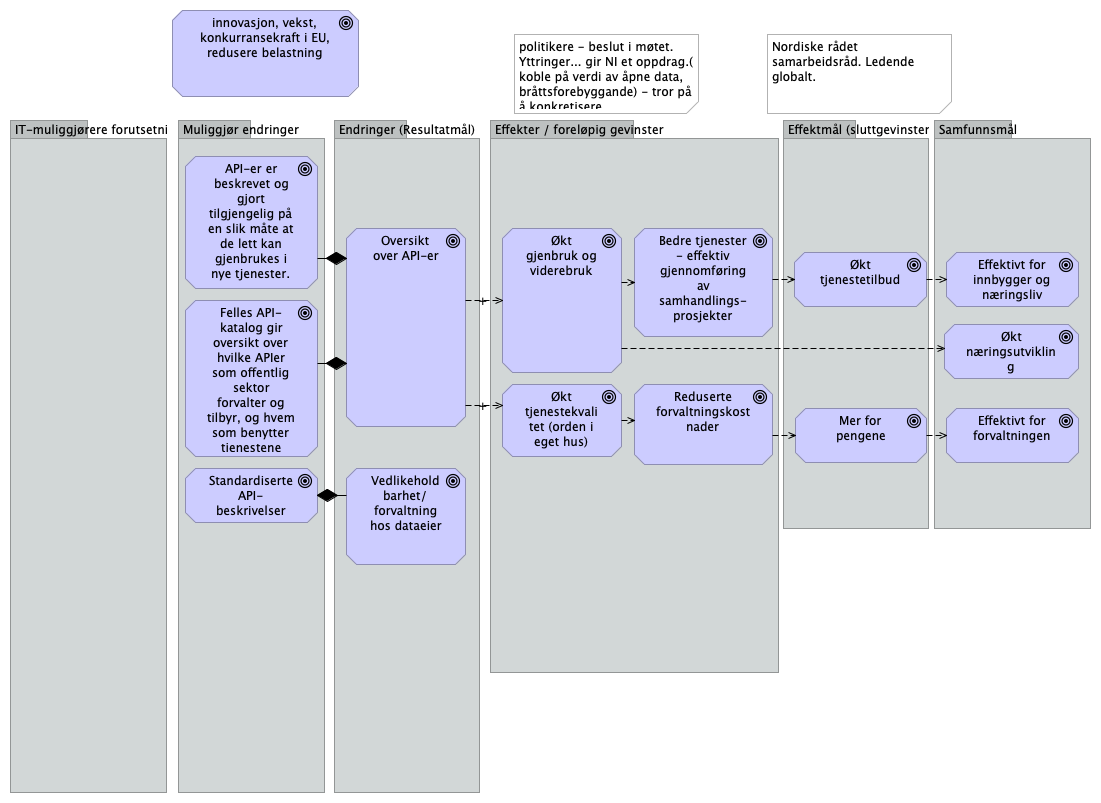 innovasjon, vekst,
konkurransekraft i EU,
redusere belastning
politikere - beslut i møtet.
Yttringer... gir NI et oppdrag.(
koble på verdi av åpne data,
bråttsforebyggande) - tror på
å konkretisere
Nordiske rådet
samarbeidsråd. Ledende
globalt.
IT-muliggjørere forutsetni
Muliggjør endringer
Endringer (Resultatmål)
Effekter / foreløpig gevinster
Effektmål (sluttgevinster
Samfunnsmål
API-er er
beskrevet og
gjort
tilgjengelig på
en slik måte at
de lett kan
gjenbrukes i
nye tjenester.
Felles API-
katalog gir
oversikt over
hvilke APIer
som offentlig
sektor
forvalter og
tilbyr, og hvem
som benytter
tjenestene
Standardiserte
API-
beskrivelser
Oversikt
over API-er
Vedlikehold
barhet/
forvaltning
hos dataeier
Økt
gjenbruk og
viderebruk
Økt
tjenestekvali
tet (orden i
eget hus)
Bedre tjenester
- effektiv
gjennomføring
av
samhandlings-
prosjekter
Reduserte
forvaltningskost
nader
Økt
tjenestetilbud
Mer for
pengene
Effektivt for
innbygger og
næringsliv
Økt
næringsutviklin
g
Effektivt for
forvaltningen